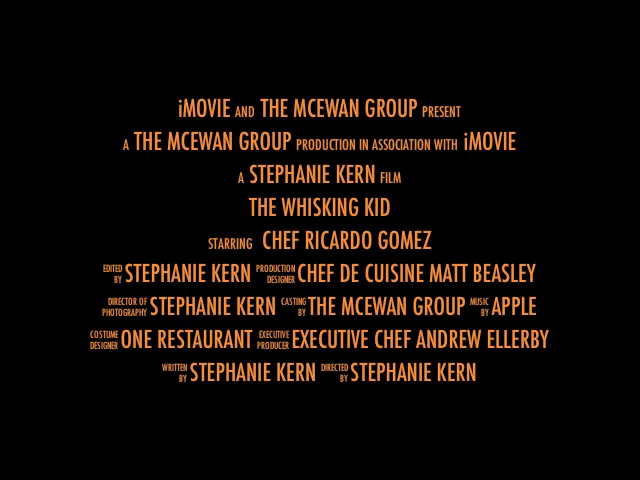 iMOVIE AND THE MCEWAN GROUP PRESENT
A THE MCEWAN GROUP PRODUCTION IN ASSOCIATION WITH iMOVIE
A STEPHANIE KERN FILM
THE WHISKING KID
STARRING CHEF RICARDO GOMEZ
EDITED BY STEPHANIE KERN PRODUCTION DESIGNER CHEF DE CUISINE MATT BEASLEY
DIRECTOR OF PHOTOGRAPHY STEPHANIE KERN CASTING BY THE MCEWAN GROUP MUSIC BY APPLE
COSTUME DESIGNER ONE RESTAURANT EXECUTIVE PRODUCER EXECUTIVE CHEF ANDREW ELLERBY
WRITTEN BY STEPHANIE KERN DIRECTED BY STEPHANIE KERN